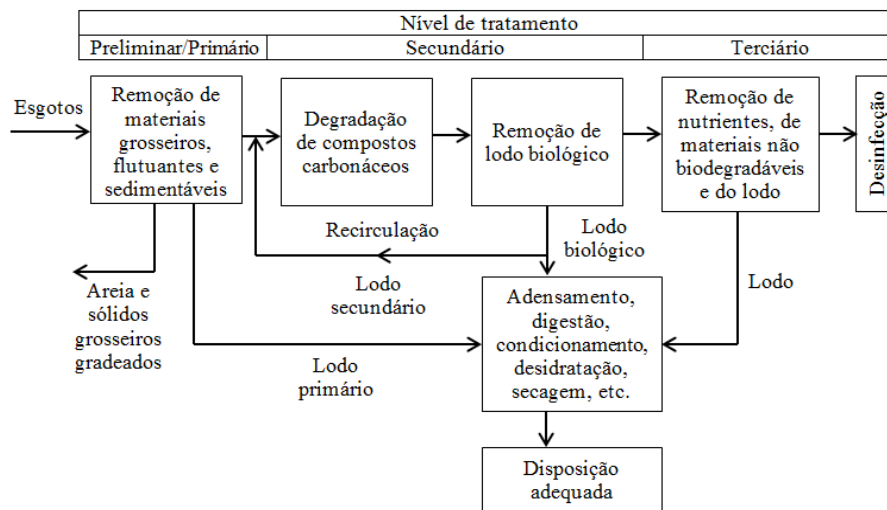 Nível de tratamento
Preliminar/Primário
Secundário
Terciário
Esgotos
Remoção de
materiais
grosseiros,
flutuantes e
sedimentáveis
Degradação
de compostos
carbonáceos
Remoção de
lodo biológico
Remoção de
nutrientes, de
materiais não
biodegradáveis
e do lodo
Desinfecção
Recirculação
Lodo
biológico
Lodo
secundário
Areia e
sólidos
grosseiros
gradeados
Lodo
primário
Adensamento,
digestão,
condicionamento,
desidratação,
secagem, etc.
Lodo
Disposição
adequada